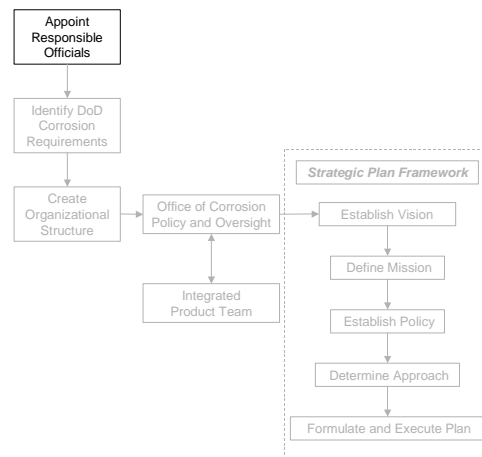 Appoint
Responsible
Officials
Identify DoD
Corrosion
Requirements
Create
Organizational
Structure
Office of Corrosion
Policy and Oversight
Integrated
Product Team
Strategic Plan Framework
Establish Vision
Define Mission
Establish Policy
Determine Approach
Formulate and Execute Plan